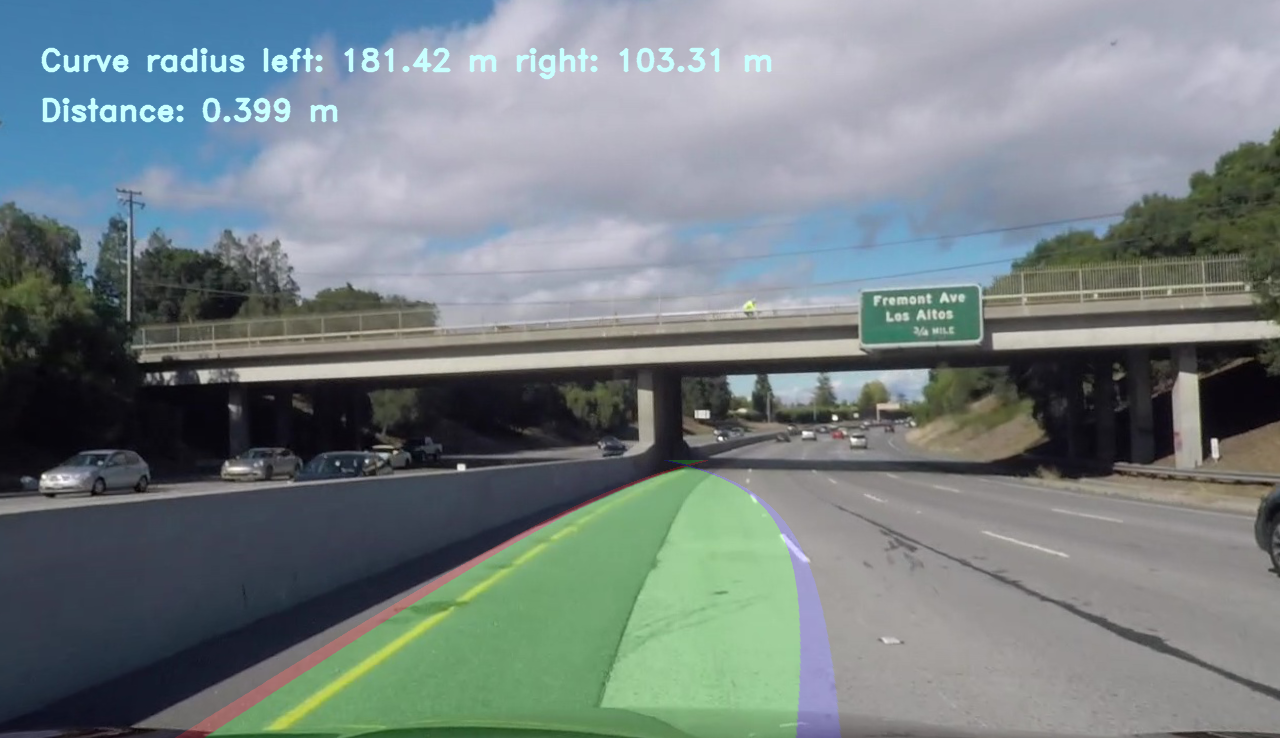 Curve radius left: 181.42 m right: 103.31 m
Distance: 0.399 m
Fremont Ave
Los Altos
3/4 MILE